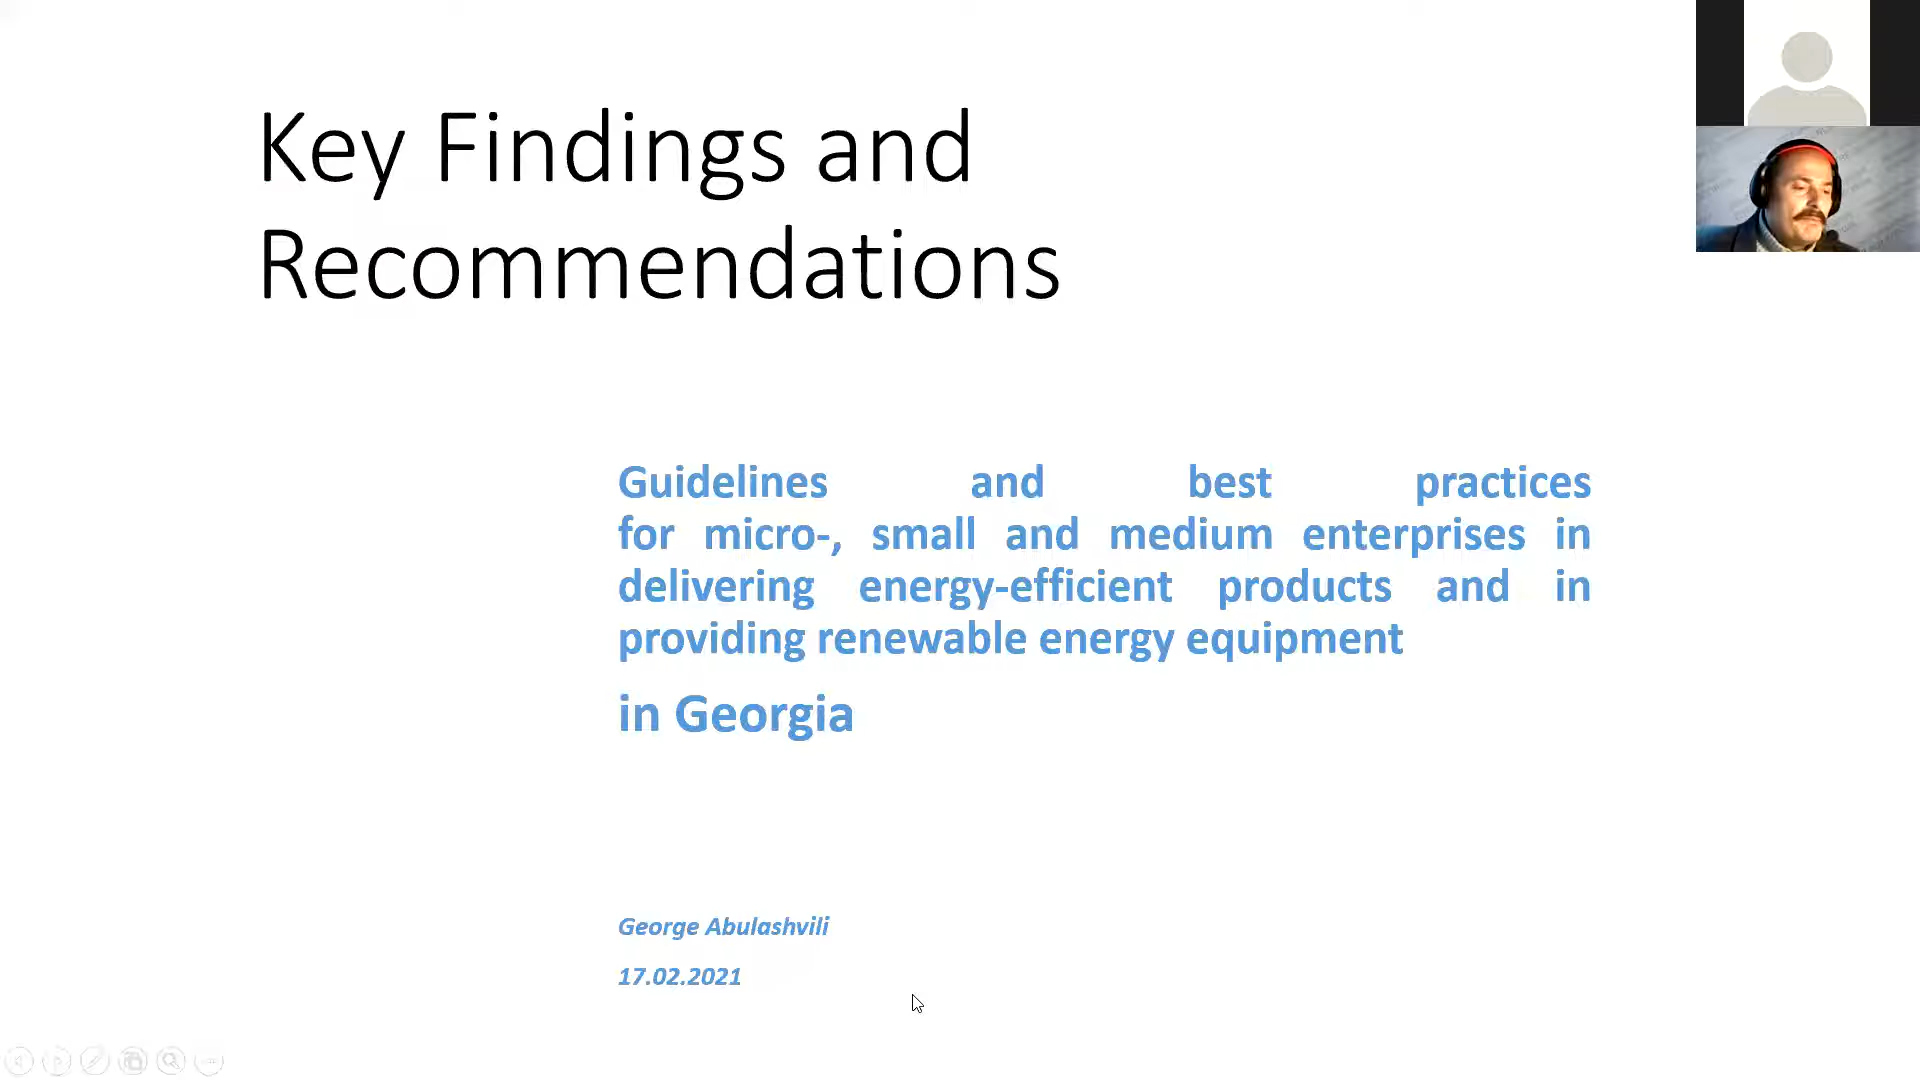 Key Findings and
Recommendations
Guidelines and best practices
for micro-, small and medium enterprises in
delivering energy-efficient products and in
providing renewable energy equipment
in Georgia
George Abulashvili
17.02.2021